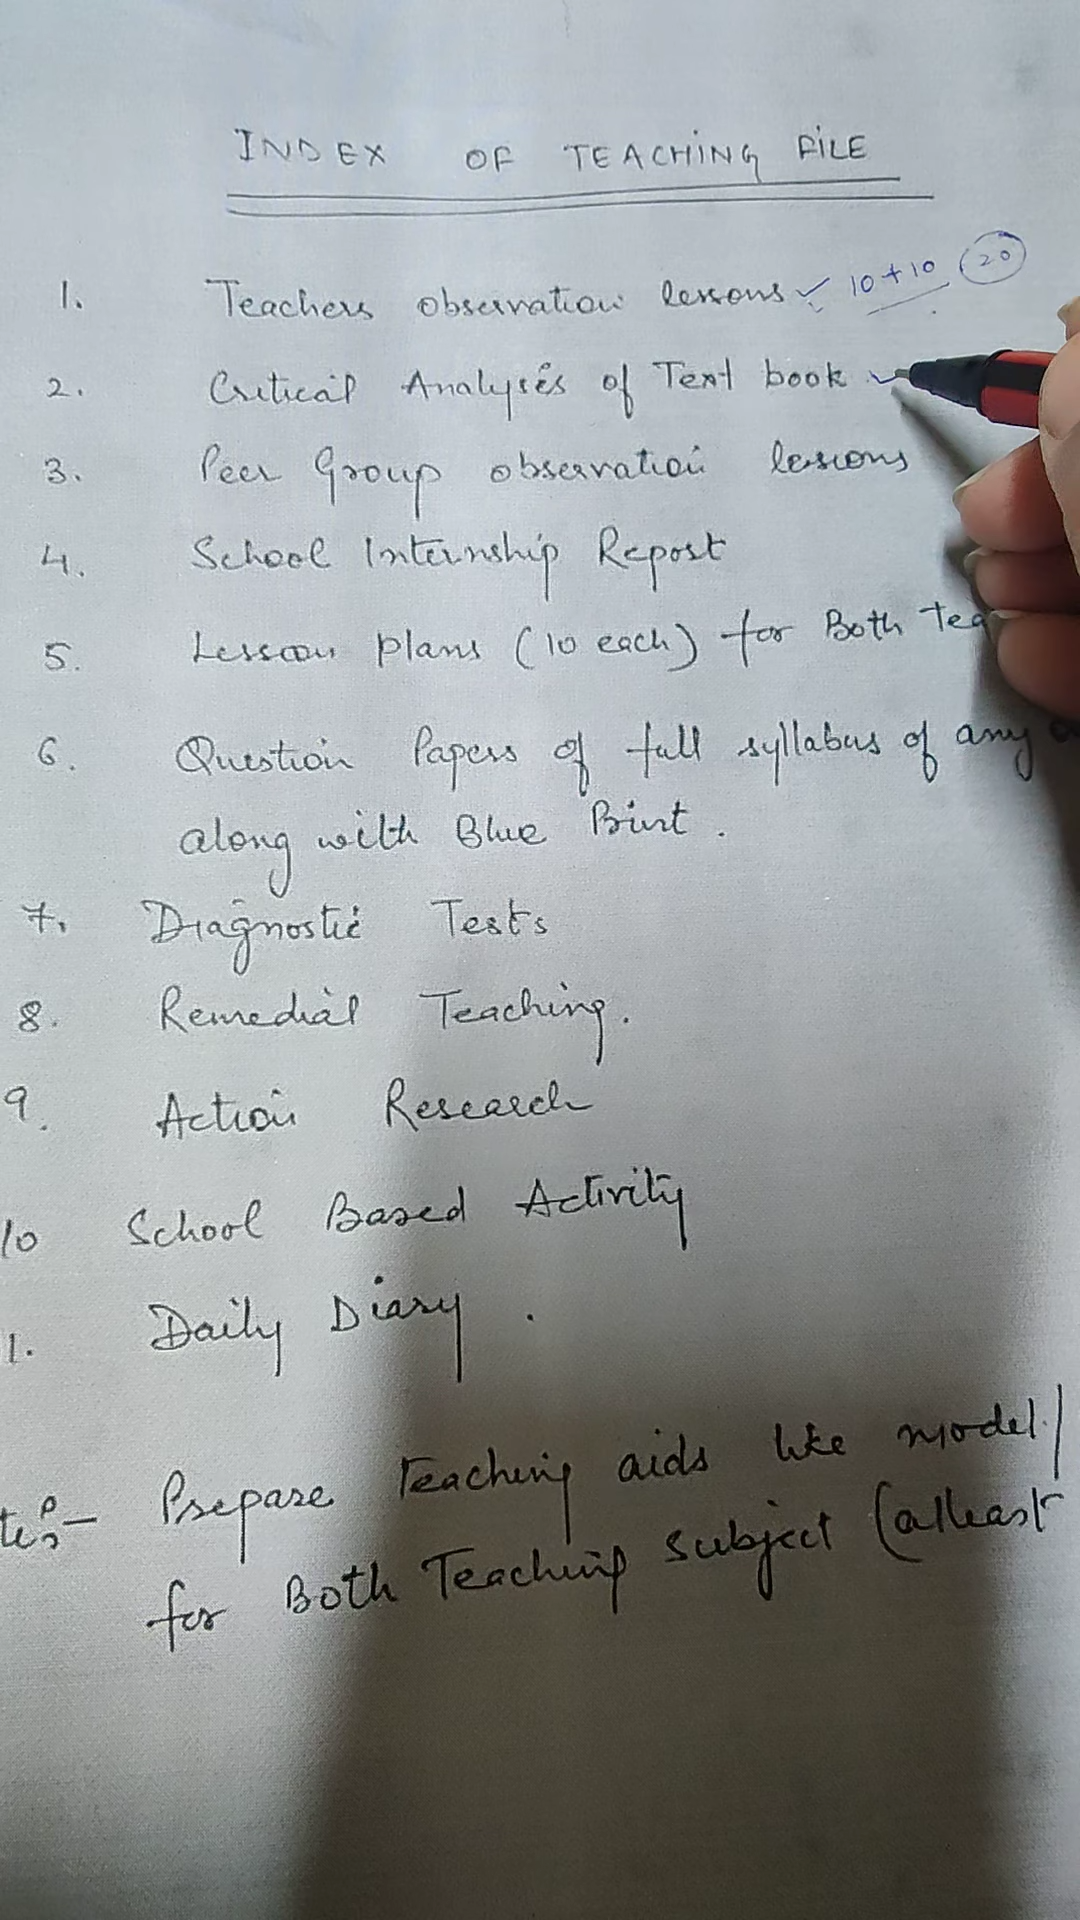 INDEX OF TEACHING FILE
1. Teachers observation lessons ✓ 10+10 20
2. Critical Analyses of Text book ✓
3. Peer Group observation lessons
4. School Internship Report
5. Lesson plans (10 each) for Both Tea
6. Question Papers of full syllabus of any
along with Blue Print.
7. Diagnostic Tests
8. Remedial Teaching.
9. Action Research
10 School Based Activity
1. Daily Diary.
te:- Prepare Teaching aids like model/
for Both Teaching subject (atleast